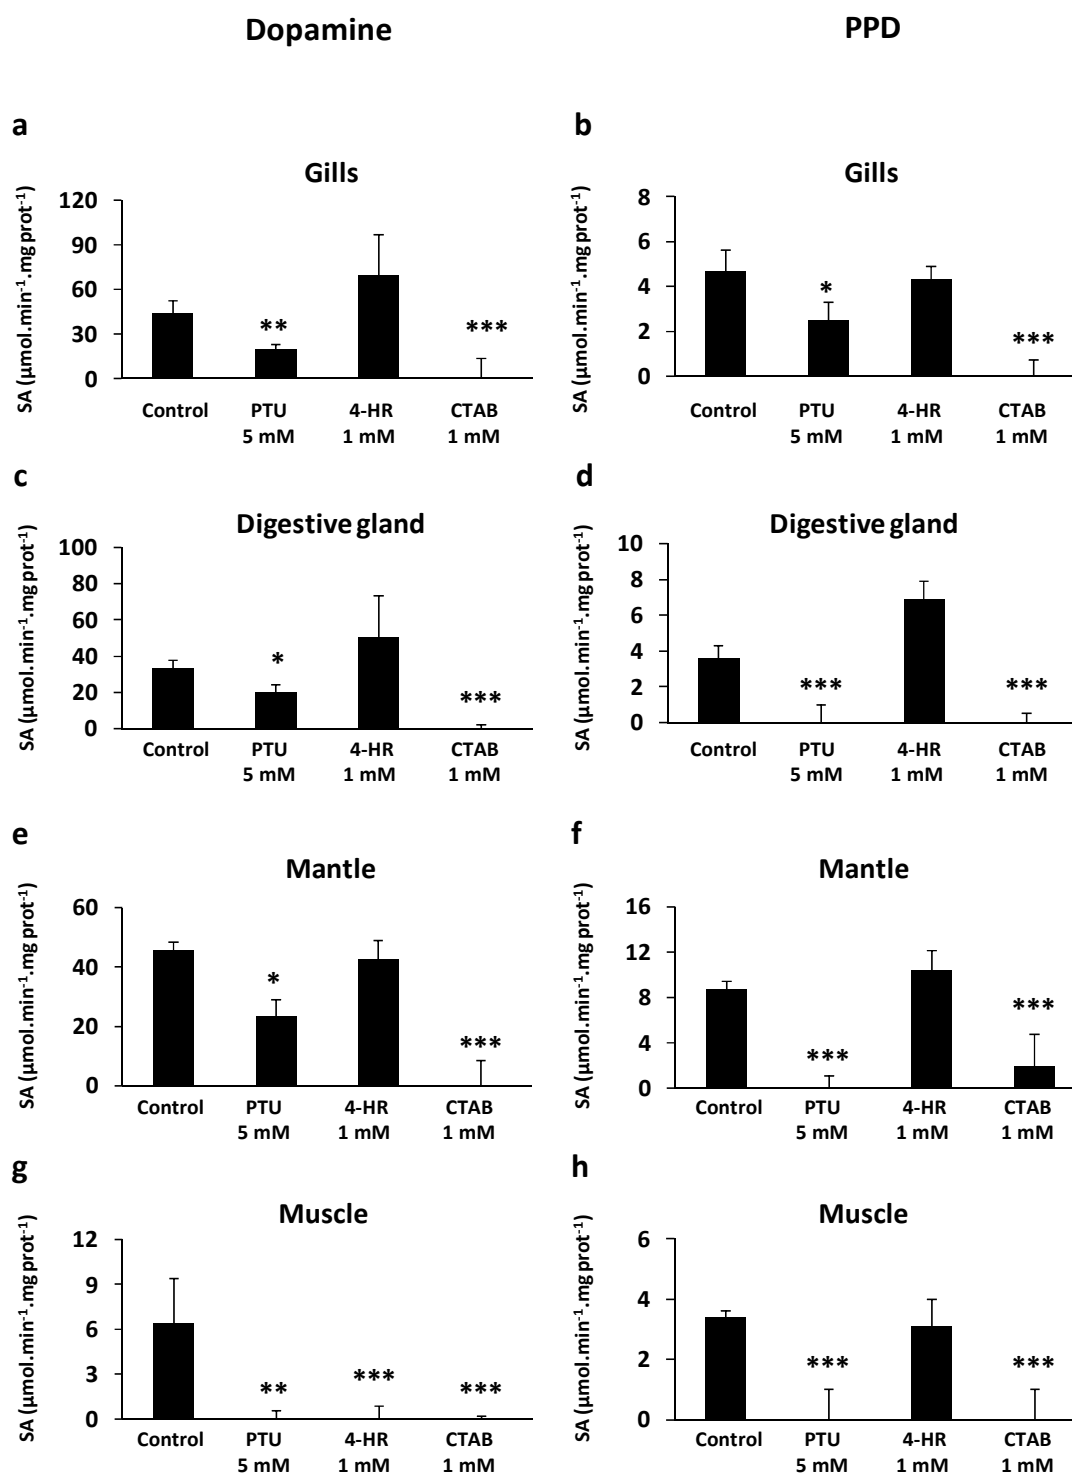 Dopamine
PPD
a
Gills
SA (µmol.min⁻¹.mg prot⁻¹)
120
90
60
30
0
**
***
Control
PTU
5 mM
4-HR
1 mM
CTAB
1 mM
b
Gills
SA (µmol.min⁻¹.mg prot⁻¹)
8
6
4
2
0
*
***
Control
PTU
5 mM
4-HR
1 mM
CTAB
1 mM
c
Digestive gland
SA (µmol.min⁻¹.mg prot⁻¹)
100
80
60
40
20
0
*
***
Control
PTU
5 mM
4-HR
1 mM
CTAB
1 mM
d
Digestive gland
SA (µmol.min⁻¹.mg prot⁻¹)
10
8
6
4
2
0
***
***
Control
PTU
5 mM
4-HR
1 mM
CTAB
1 mM
e
Mantle
SA (µmol.min⁻¹.mg prot⁻¹)
60
40
20
0
*
***
Control
PTU
5 mM
4-HR
1 mM
CTAB
1 mM
f
Mantle
SA (µmol.min⁻¹.mg prot⁻¹)
16
12
8
4
0
***
***
Control
PTU
5 mM
4-HR
1 mM
CTAB
1 mM
g
Muscle
SA (µmol.min⁻¹.mg prot⁻¹)
12
9
6
3
0
**
***
***
Control
PTU
5 mM
4-HR
1 mM
CTAB
1 mM
h
Muscle
SA (µmol.min⁻¹.mg prot⁻¹)
6
4
2
0
***
***
Control
PTU
5 mM
4-HR
1 mM
CTAB
1 mM